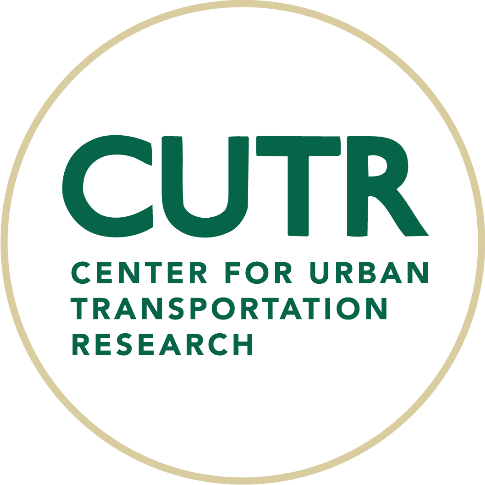 CUTR
CENTER FOR URBAN
TRANSPORTATION
RESEARCH